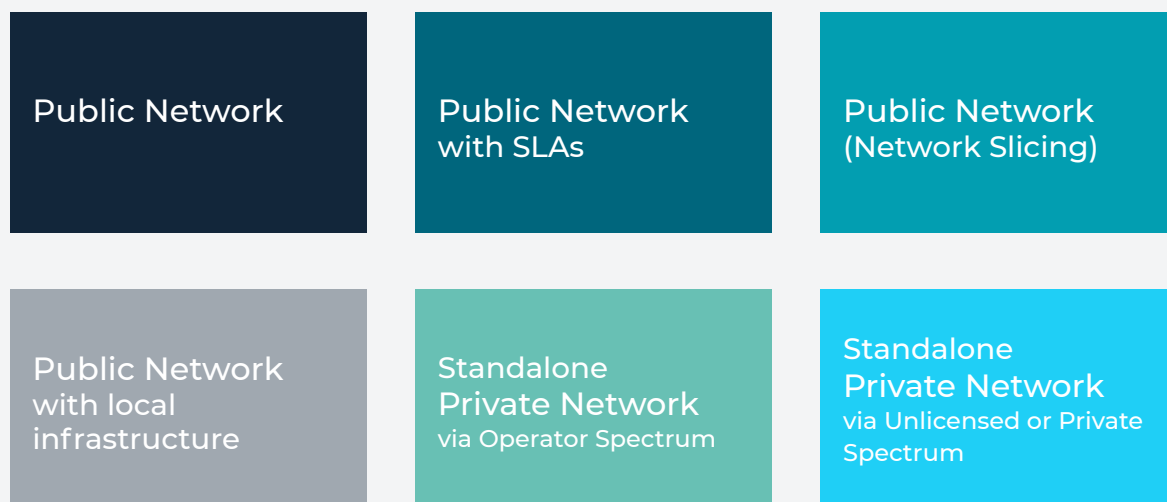 Public Network
Public Network
with SLAs
Public Network
(Network Slicing)
Public Network
with local
infrastructure
Standalone
Private Network
via Operator Spectrum
Standalone
Private Network
via Unlicensed or Private
Spectrum